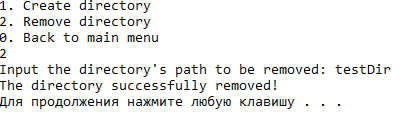 1. Create directory
2. Remove directory
0. Back to main menu
2
Input the directory's path to be removed: testDir
The directory successfully removed!
Для продолжения нажмите любую клавишу . . .